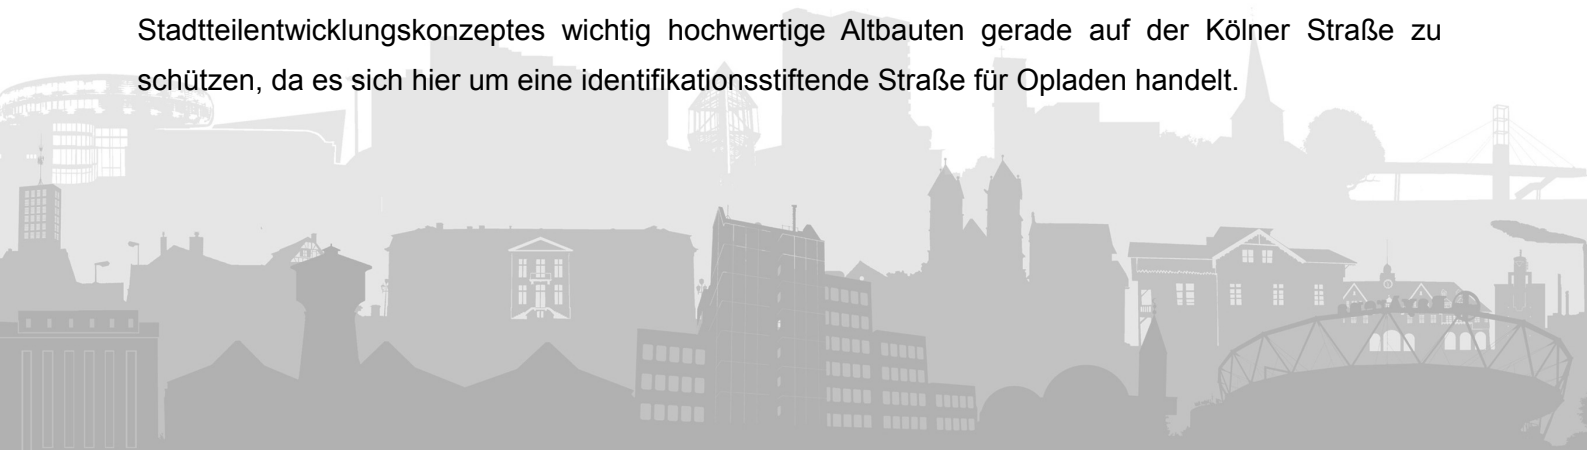 Stadtteilentwicklungskonzeptes wichtig hochwertige Altbauten gerade auf der Kölner Straße zu
schützen, da es sich hier um eine identifikationsstiftende Straße für Opladen handelt.